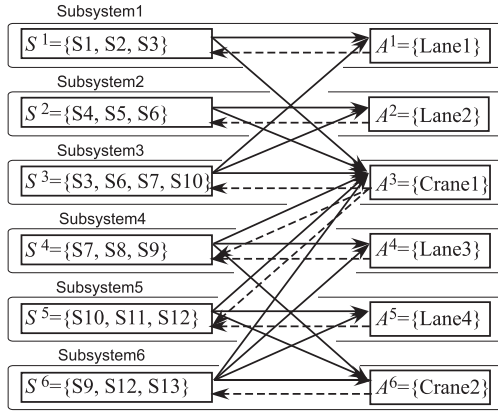 Subsystem1
S¹={S1, S2, S3} A¹={Lane1}
Subsystem2
S²={S4, S5, S6} A²={Lane2}
Subsystem3
S³={S3, S6, S7, S10} A³={Crane1}
Subsystem4
S⁴={S7, S8, S9} A⁴={Lane3}
Subsystem5
S⁵={S10, S11, S12} A⁵={Lane4}
Subsystem6
S⁶={S9, S12, S13} A⁶={Crane2}